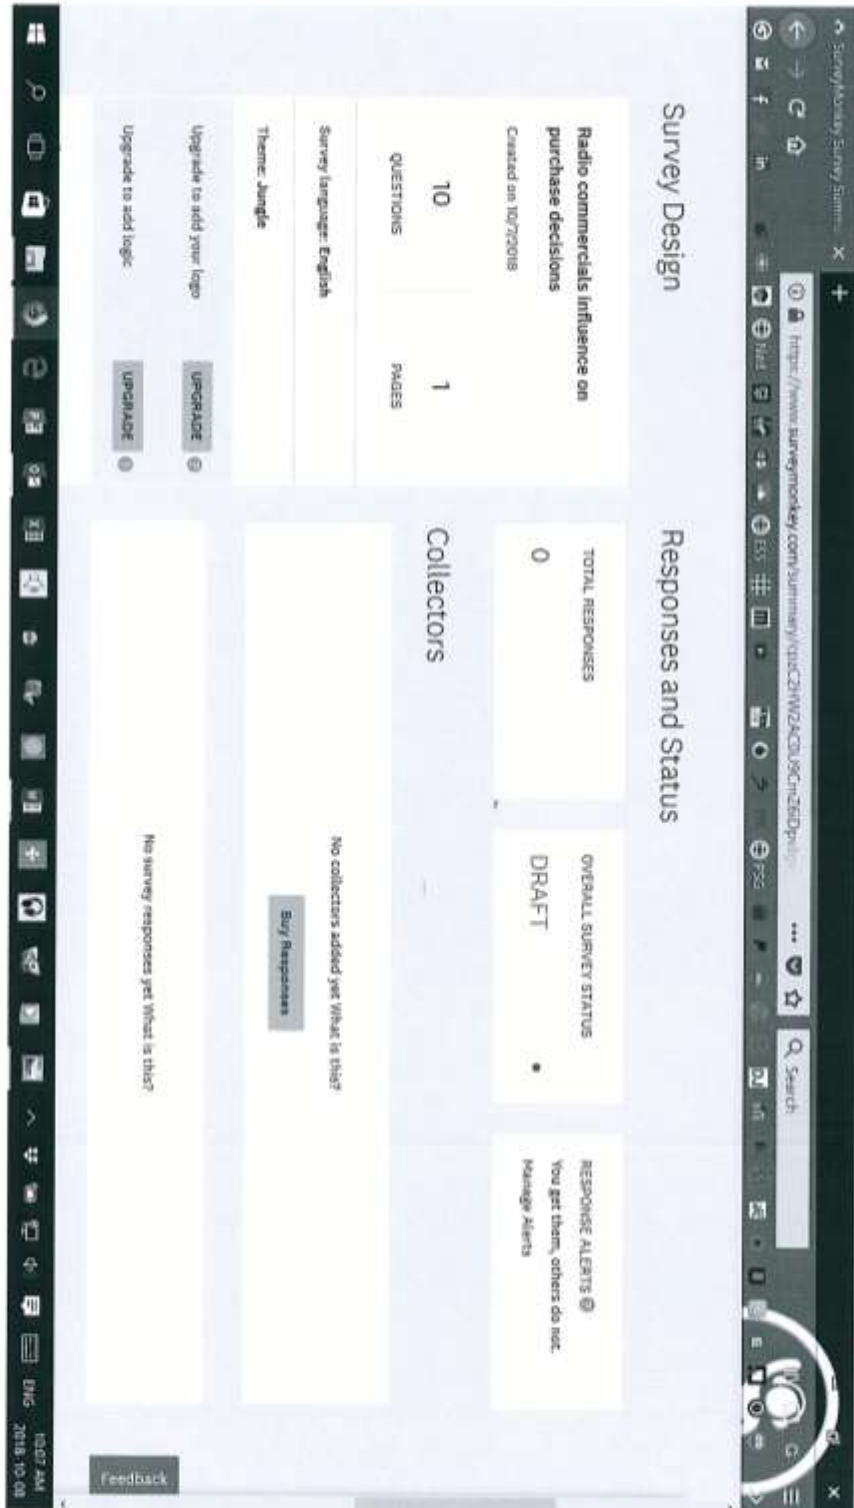 SurveyMonkey Survey Summ
https://www.surveymonkey.com/summary/
Search
ESS
PSG
Survey Design
Radio commercials influence on
purchase decisions
Created on 10/7/2018
10
QUESTIONS
1
PAGES
Survey language: English
Theme: Jungle
Upgrade to add your logo
UPGRADE
Upgrade to add logic
UPGRADE
Responses and Status
TOTAL RESPONSES
0
OVERALL SURVEY STATUS
DRAFT
RESPONSE ALERTS
You get them, others do not.
Manage Alerts
Collectors
No collectors added yet What is this?
Buy Responses
No survey responses yet What is this?
Feedback
ENG
10:07 AM
2018-10-08